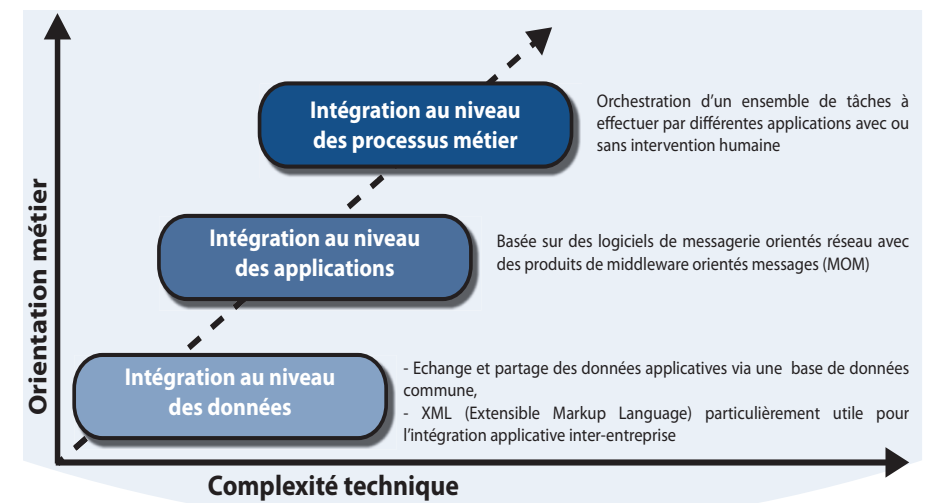 Orientation métier
Intégration au niveau
des processus métier
Orchestration d'un ensemble de tâches à
effectuer par différentes applications avec ou
sans intervention humaine
Intégration au niveau
des applications
Basée sur des logiciels de messagerie orientés réseau avec
des produits de middleware orientés messages (MOM)
Intégration au niveau
des données
- Echange et partage des données applicatives via une base de données
commune,
- XML (Extensible Markup Language) particulièrement utile pour
l'intégration applicative inter-entreprise
Complexité technique